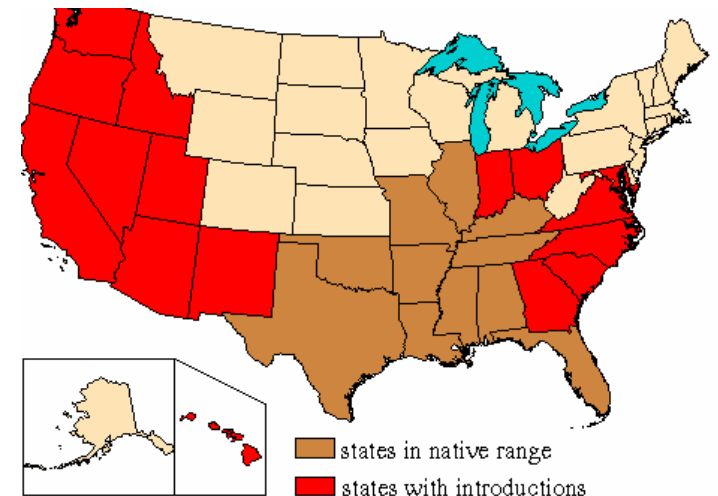 states in native range
states with introductions